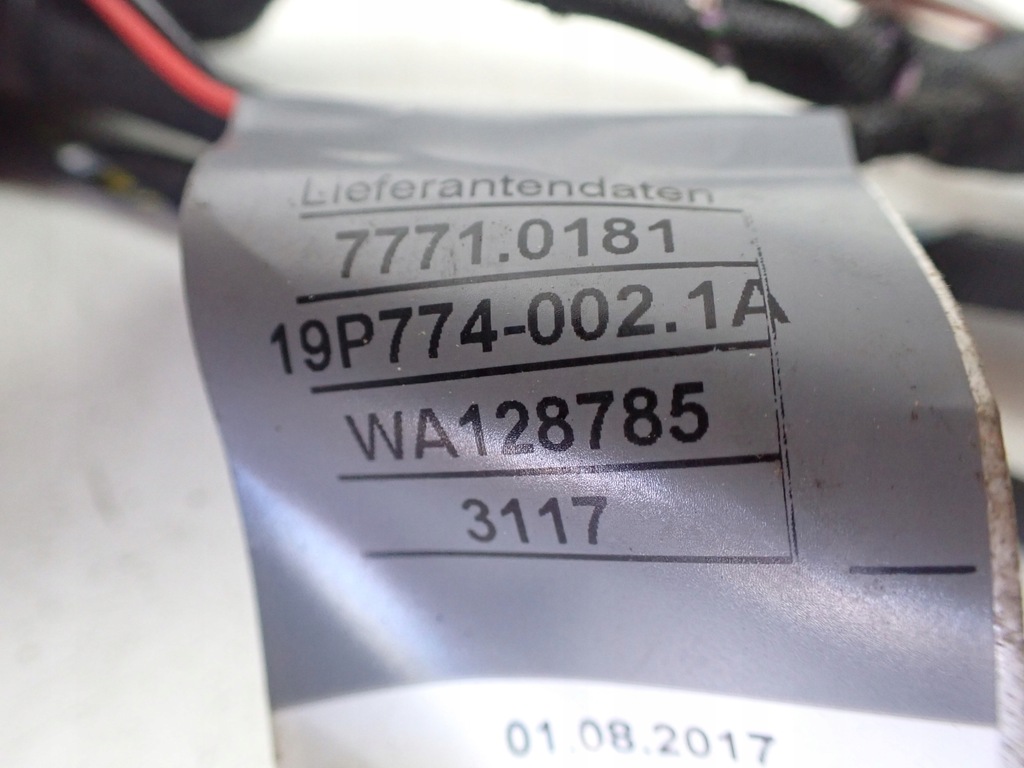 Lieferantendaten
7771.0181
19P774-002.1A
WA128785
3117
01.08.2017